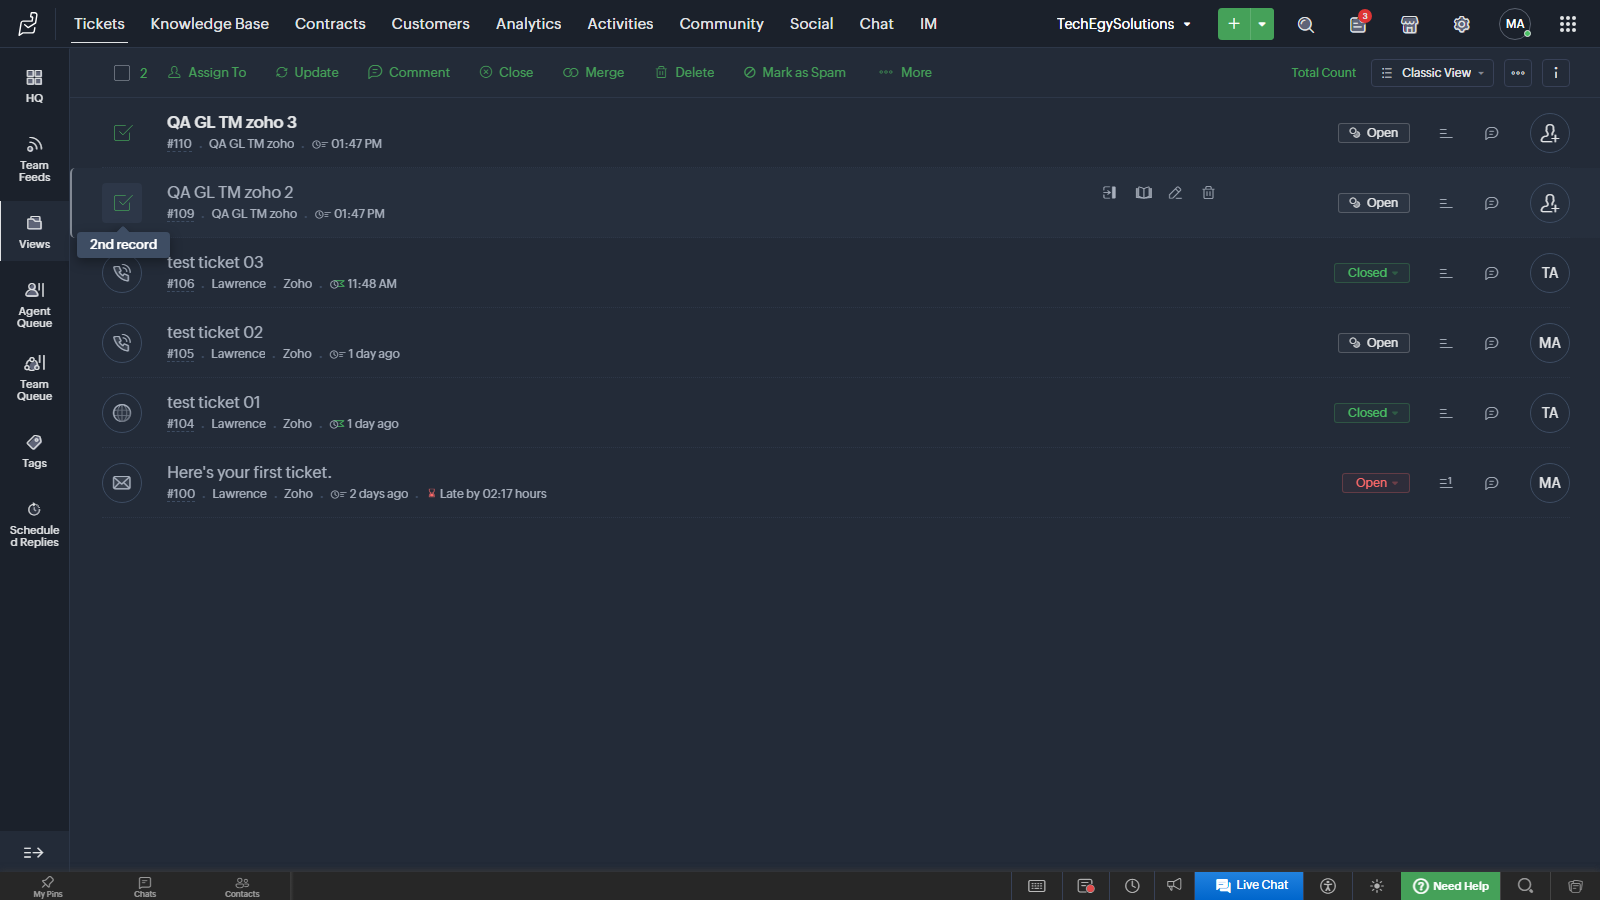 Tickets Knowledge Base Contracts Customers Analytics Activities Community Social Chat IM TechEgySolutions 3 MA
2 Assign To Update Comment Close Merge Delete Mark as Spam More Total Count Classic View
HQ
Team
Feeds
Views
Agent
Queue
Team
Queue
Tags
Schedule
d Replies
QA GL TM zoho 3
#110 . QA GL TM zoho . 01:47 PM
Open
QA GL TM zoho 2
#109 . QA GL TM zoho . 01:47 PM
Open
2nd record
test ticket 03
#106 . Lawrence . Zoho . 11:48 AM
Closed TA
test ticket 02
#105 . Lawrence . Zoho . 1 day ago
Open MA
test ticket 01
#104 . Lawrence . Zoho . 1 day ago
Closed TA
Here's your first ticket.
#100 . Lawrence . Zoho . 2 days ago . Late by 02:17 hours
Open 1 MA
My Pins Chats Contacts Live Chat Need Help